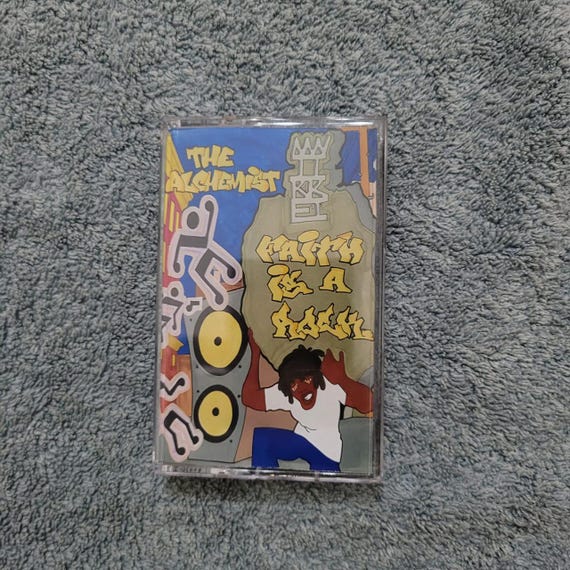 THE
ALCHEMIST
FAITH
IS A
ROCK